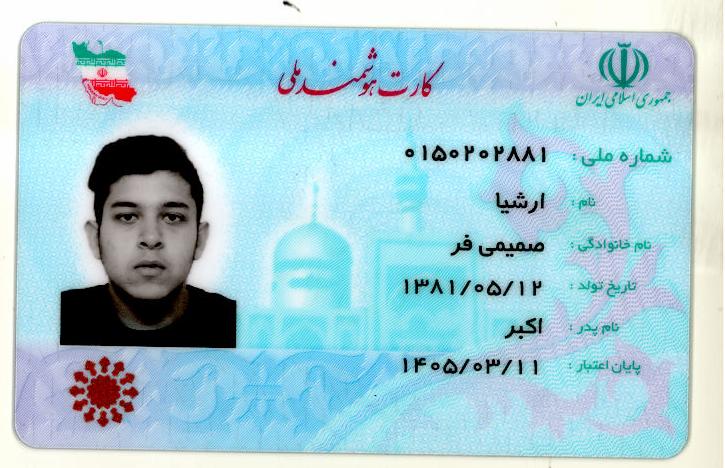 کارت هوشمند ملی
جمهوری اسلامی ایران
شماره ملی : ۰۱۵۰۲۰۲۸۸۱
نام : ارشیا
نام خانوادگی : صمیمی فر
تاریخ تولد : ۱۳۸۱/۰۵/۱۲
نام پدر : اکبر
پایان اعتبار : ۱۴۰۵/۰۳/۱۱